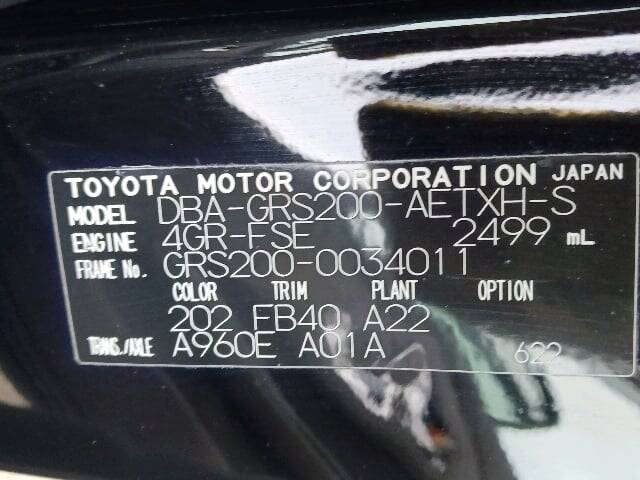 TOYOTA MOTOR CORPORATION JAPAN
MODEL DBA-GRS200-AETXH-S
ENGINE 4GR-FSE 2499 mL
FRAME No. GRS200-0034011
COLOR TRIM PLANT OPTION
202 FB40 A22
TRANS./AXLE A960E A01A 622